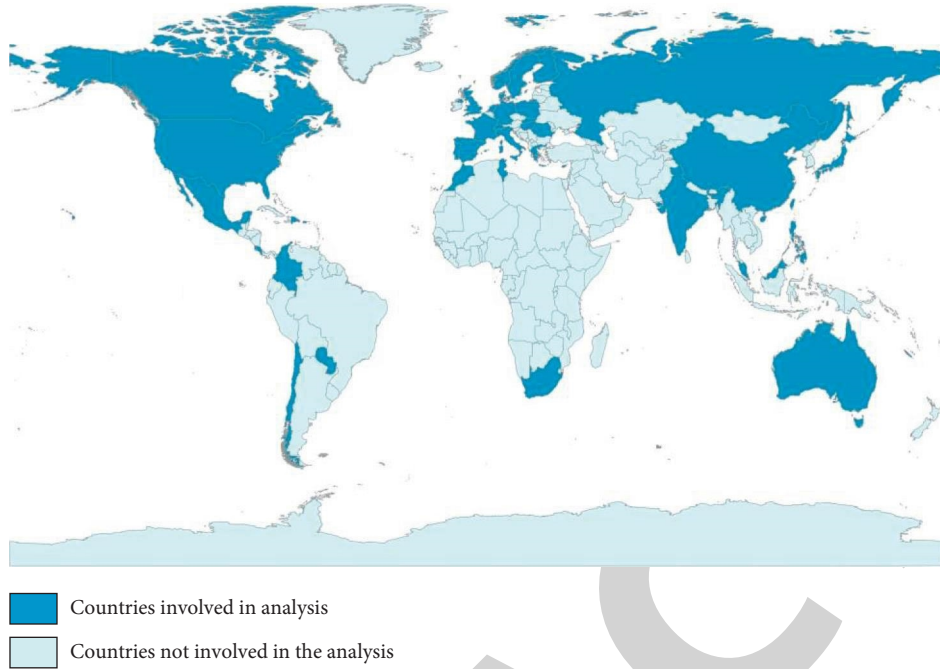 Countries involved in analysis
Countries not involved in the analysis